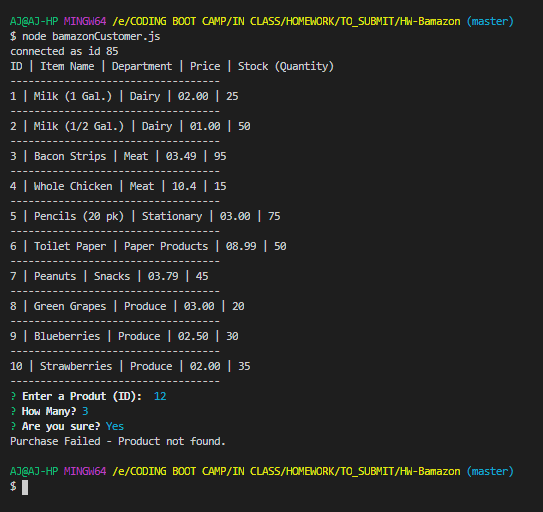 AJ@AJ-HP MINGW64 /e/CODING BOOT CAMP/IN CLASS/HOMEWORK/TO_SUBMIT/HW-Bamazon (master)
$ node bamazonCustomer.js
connected as id 85
ID | Item Name | Department | Price | Stock (Quantity)
-----------------------------------
1 | Milk (1 Gal.) | Dairy | 02.00 | 25
-----------------------------------
2 | Milk (1/2 Gal.) | Dairy | 01.00 | 50
-----------------------------------
3 | Bacon Strips | Meat | 03.49 | 95
-----------------------------------
4 | Whole Chicken | Meat | 10.4 | 15
-----------------------------------
5 | Pencils (20 pk) | Stationary | 03.00 | 75
-----------------------------------
6 | Toilet Paper | Paper Products | 08.99 | 50
-----------------------------------
7 | Peanuts | Snacks | 03.79 | 45
-----------------------------------
8 | Green Grapes | Produce | 03.00 | 20
-----------------------------------
9 | Blueberries | Produce | 02.50 | 30
-----------------------------------
10 | Strawberries | Produce | 02.00 | 35
-----------------------------------
? Enter a Produt (ID):  12
? How Many? 3
? Are you sure? Yes
Purchase Failed - Product not found.
AJ@AJ-HP MINGW64 /e/CODING BOOT CAMP/IN CLASS/HOMEWORK/TO_SUBMIT/HW-Bamazon (master)
$